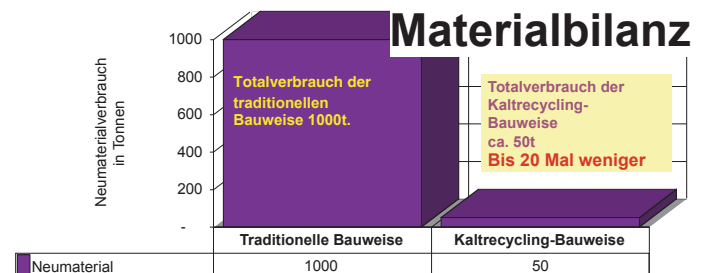 Materialbilanz
Neumaterialverbrauch
in Tonnen
1000
800
600
400
200
-
Totalverbrauch der
traditionellen
Bauweise 1000t.
Totalverbrauch der
Kaltrecycling-
Bauweise
ca. 50t
Bis 20 Mal weniger
Traditionelle Bauweise
Kaltrecycling-Bauweise
Neumaterial
1000
50